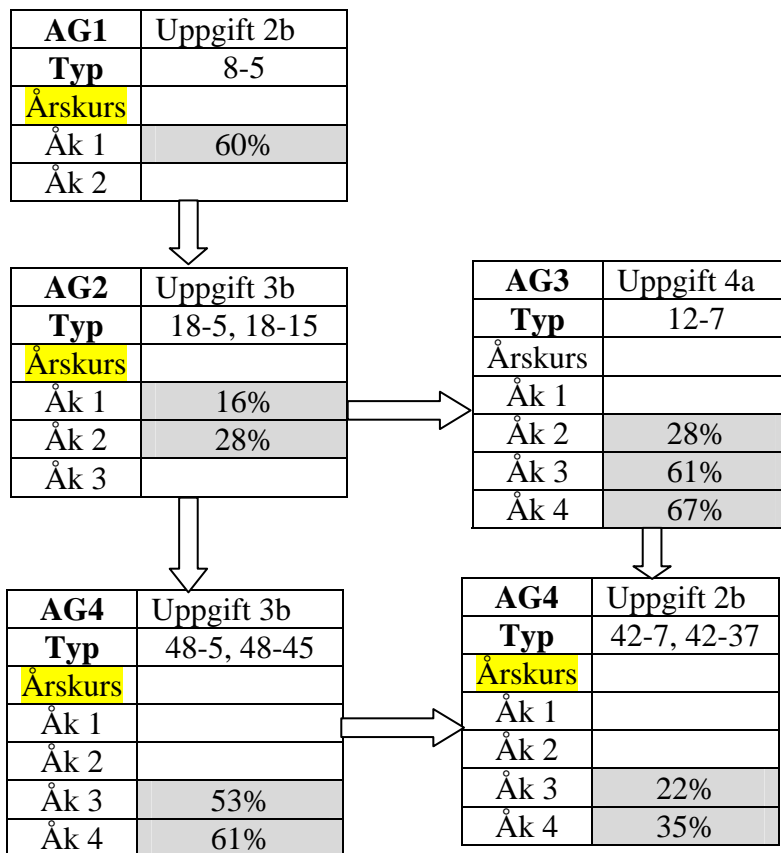 AG1 Uppgift 2b
Typ 8-5
Årskurs
Åk 1 60%
Åk 2
AG2 Uppgift 3b
Typ 18-5, 18-15
Årskurs
Åk 1 16%
Åk 2 28%
Åk 3
AG3 Uppgift 4a
Typ 12-7
Årskurs
Åk 1
Åk 2 28%
Åk 3 61%
Åk 4 67%
AG4 Uppgift 3b
Typ 48-5, 48-45
Årskurs
Åk 1
Åk 2
Åk 3 53%
Åk 4 61%
AG4 Uppgift 2b
Typ 42-7, 42-37
Årskurs
Åk 1
Åk 2
Åk 3 22%
Åk 4 35%